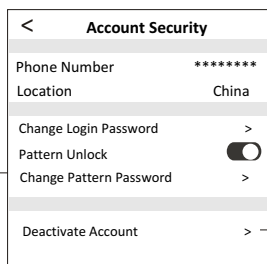 < Account Security
Phone Number ********
Location China
Change Login Password >
Pattern Unlock
Change Pattern Password >
Deactivate Account >